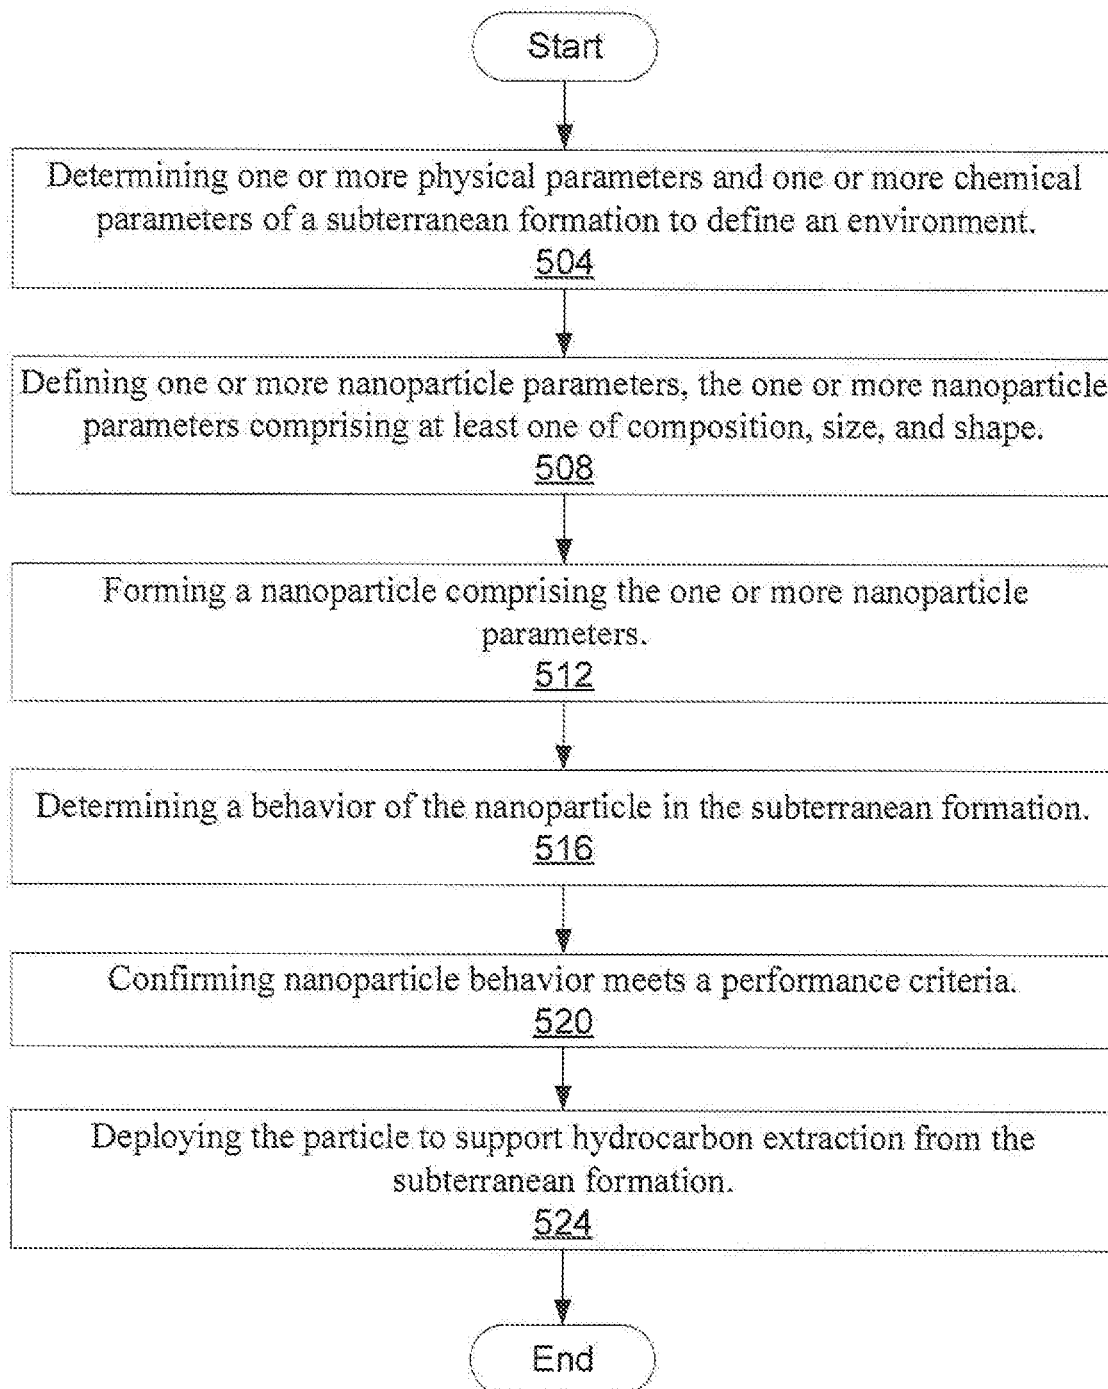 Start
Determining one or more physical parameters and one or more chemical
parameters of a subterranean formation to define an environment.
504
Defining one or more nanoparticle parameters, the one or more nanoparticle
parameters comprising at least one of composition, size, and shape.
508
Forming a nanoparticle comprising the one or more nanoparticle
parameters.
512
Determining a behavior of the nanoparticle in the subterranean formation.
516
Confirming nanoparticle behavior meets a performance criteria.
520
Deploying the particle to support hydrocarbon extraction from the
subterranean formation.
524
End